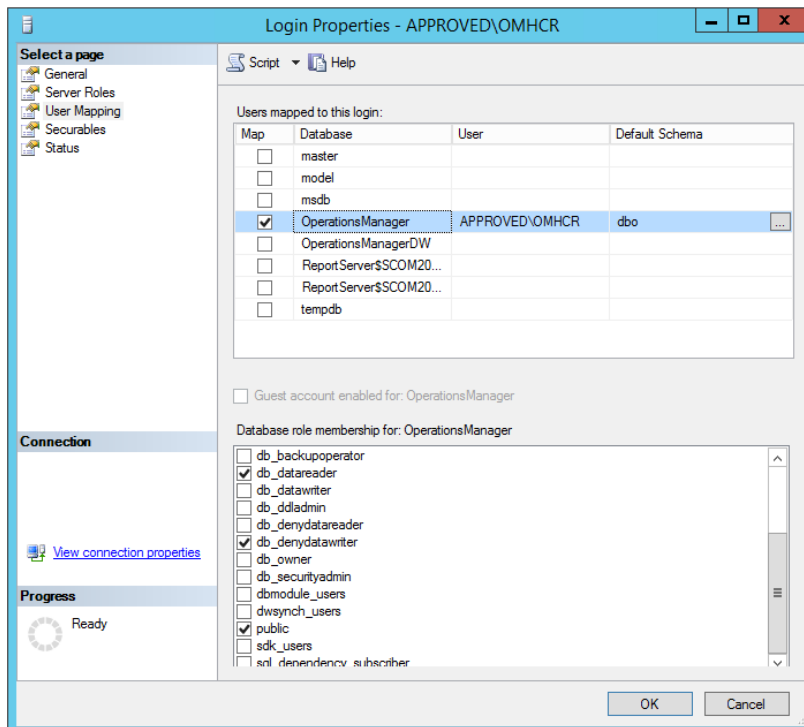 Login Properties - APPROVED\OMHCR
Select a page
General
Server Roles
User Mapping
Securables
Status
Script
Help
Users mapped to this login:
Map Database User Default Schema
master
model
msdb
OperationsManager APPROVED\OMHCR dbo ...
OperationsManagerDW
ReportServer$SCOM20...
ReportServer$SCOM20...
tempdb
Guest account enabled for: OperationsManager
Database role membership for: OperationsManager
db_backupoperator
db_datareader
db_datawriter
db_ddladmin
db_denydatareader
db_denydatawriter
db_owner
db_securityadmin
dbmodule_users
dwsynch_users
public
sdk_users
sql_dependency_subscriber
Connection
View connection properties
Progress
Ready
OK
Cancel